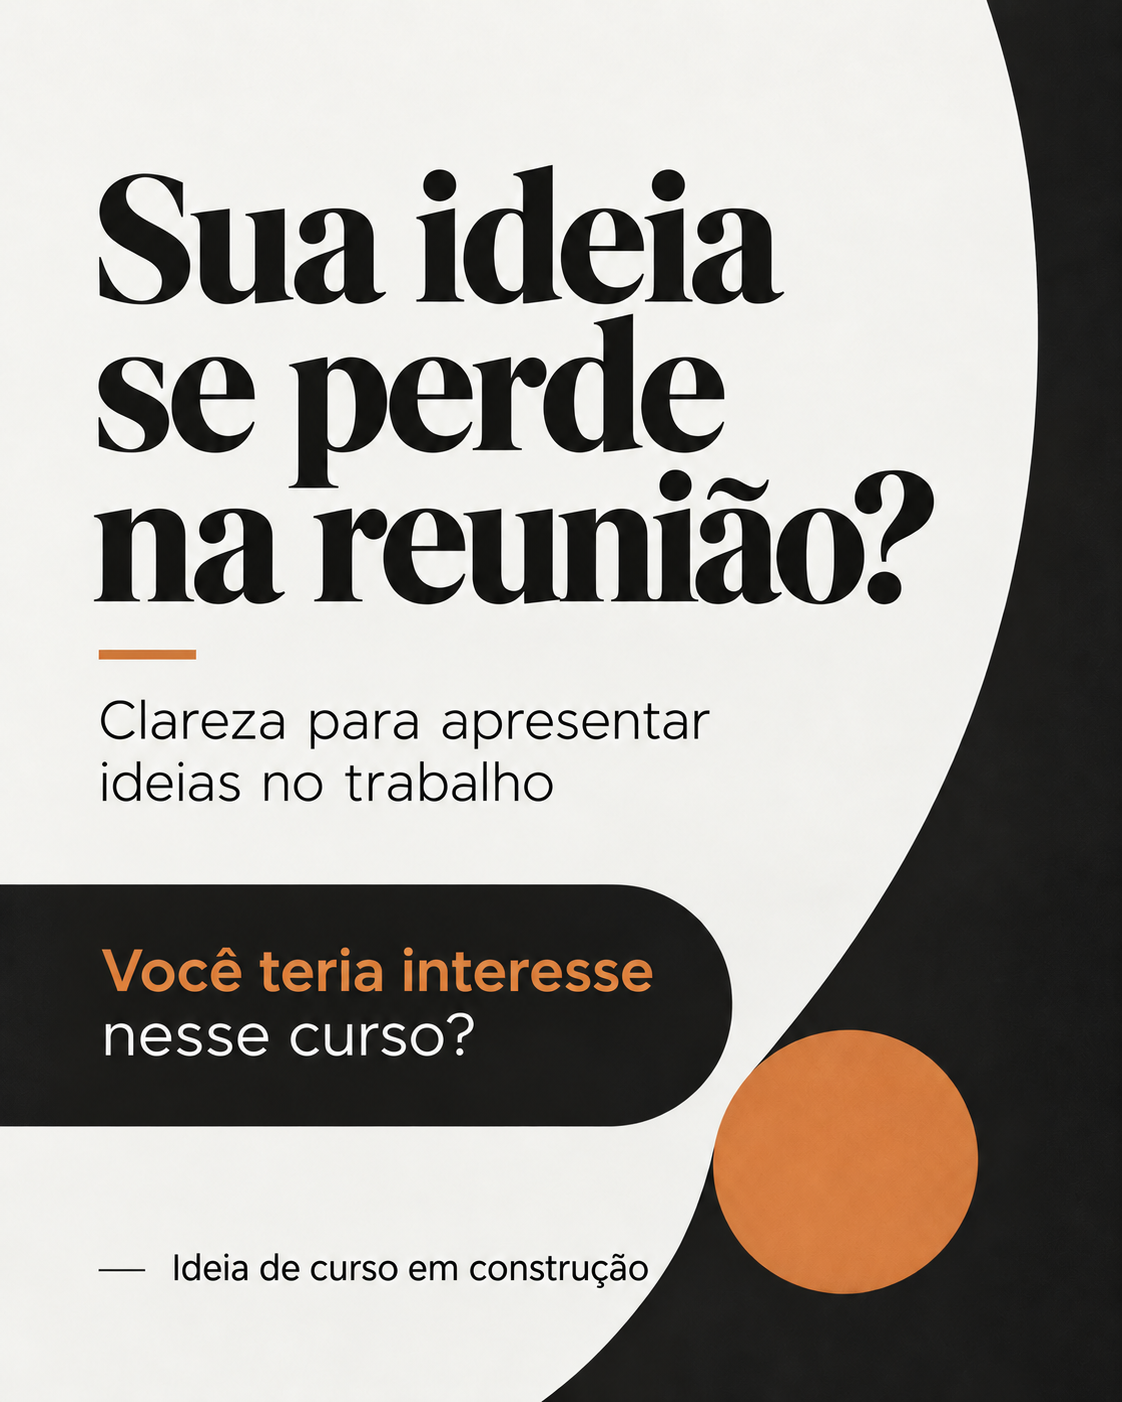 Sua ideia
se perde
na reunião?
Clareza para apresentar
ideias no trabalho
Você teria interesse
nesse curso?
— Ideia de curso em construção